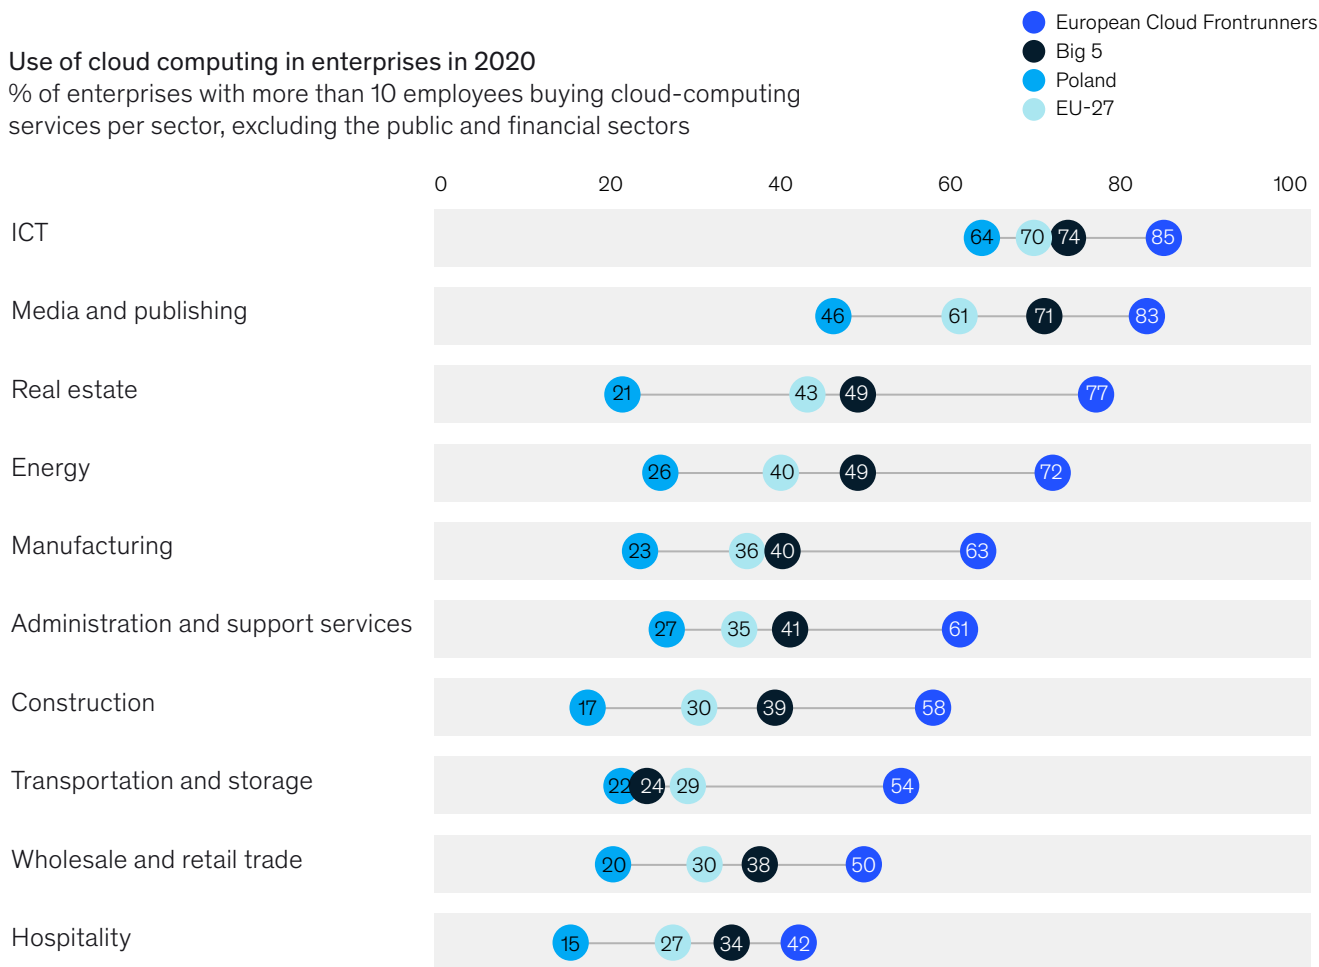 European Cloud Frontrunners
Big 5
Poland
EU-27
Use of cloud computing in enterprises in 2020
% of enterprises with more than 10 employees buying cloud-computing
services per sector, excluding the public and financial sectors
0 20 40 60 80 100
ICT 64 70 74 85
Media and publishing 46 61 71 83
Real estate 21 43 49 77
Energy 26 40 49 72
Manufacturing 23 36 40 63
Administration and support services 27 35 41 61
Construction 17 30 39 58
Transportation and storage 22 24 29 54
Wholesale and retail trade 20 30 38 50
Hospitality 15 27 34 42